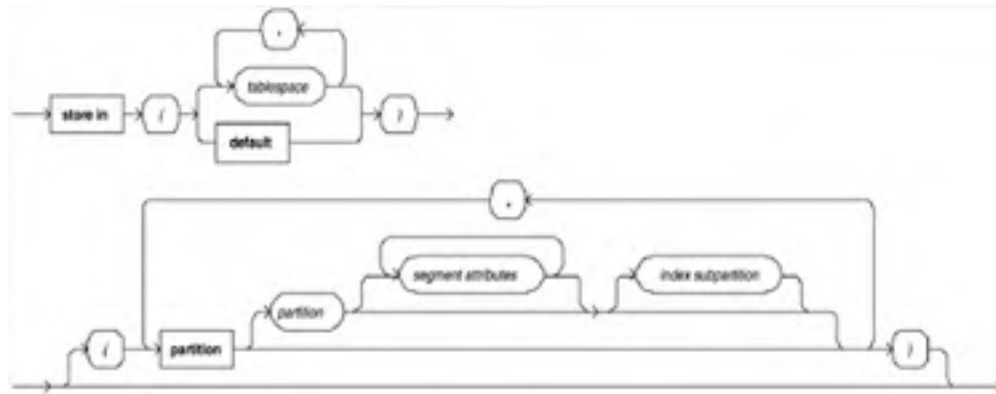 ,
tablespace
store in ( )
default
,
segment attributes index subpartition
partition
( partition )